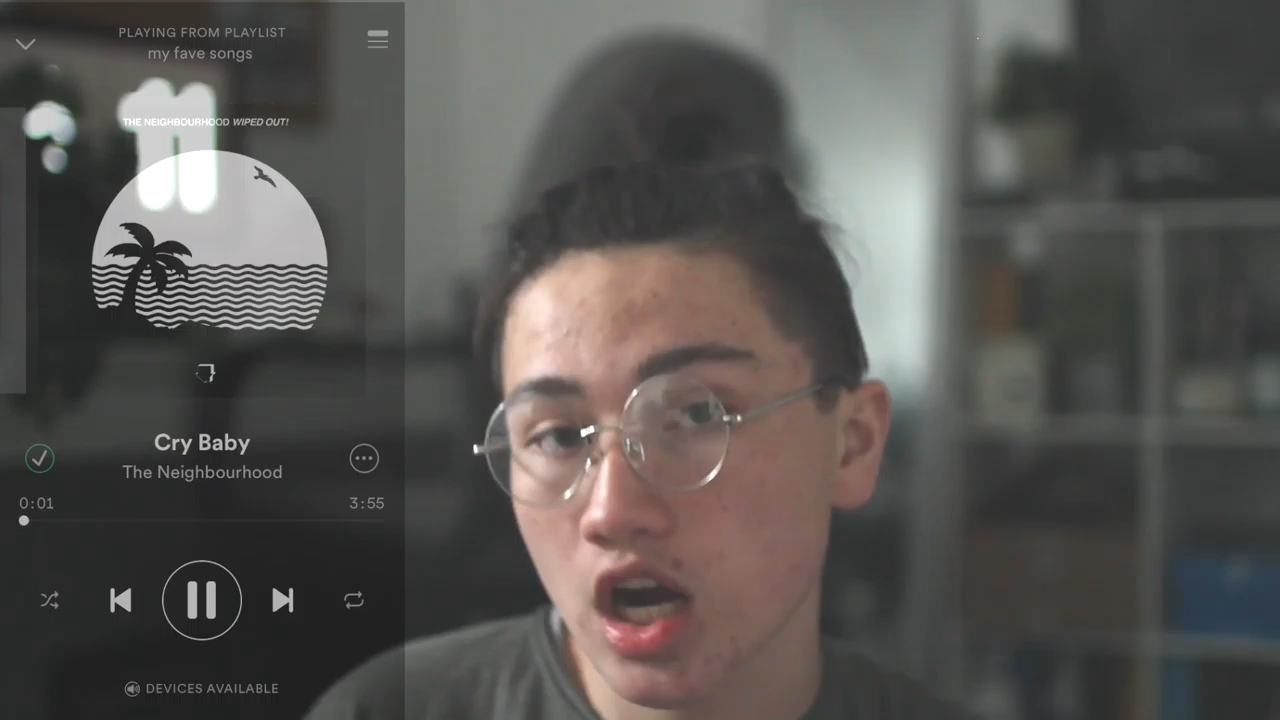 PLAYING FROM PLAYLIST
my fave songs
THE NEIGHBOURHOOD WIPED OUT!
Cry Baby
The Neighbourhood
0:01
3:55
DEVICES AVAILABLE